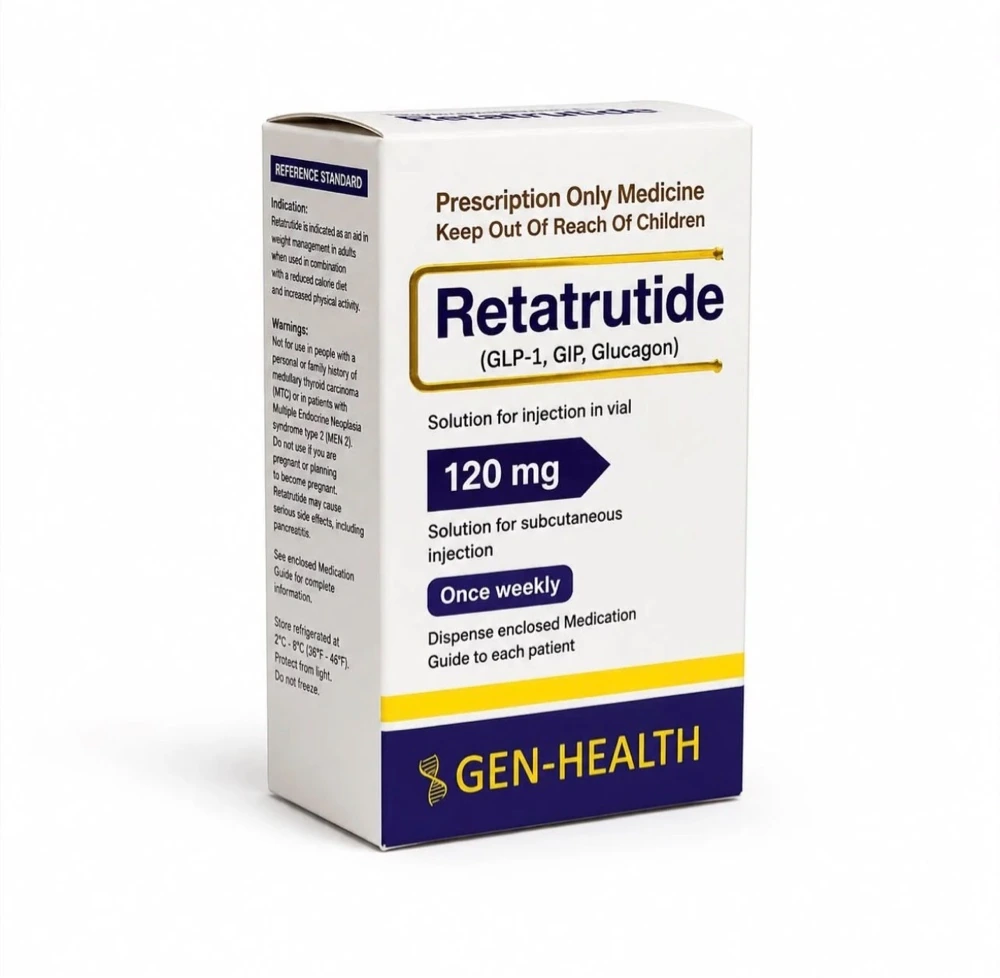 Retatrutide
REFERENCE STANDARD
Indication:
Retatrutide is indicated as an aid in
weight management in adults
when used in combination
with a reduced calorie diet
and increased physical activity.
Warnings:
Not for use in people with a
personal or family history of
medullary thyroid carcinoma
(MTC) or in patients with
Multiple Endocrine Neoplasia
syndrome type 2 (MEN 2).
Do not use if you are
pregnant or planning
to become pregnant.
Retatrutide may cause
serious side effects, including
pancreatitis.
See enclosed Medication
Guide for complete
information.
Store refrigerated at
2°C - 8°C (36°F - 46°F).
Protect from light.
Do not freeze.
Prescription Only Medicine
Keep Out Of Reach Of Children
Retatrutide
(GLP-1, GIP, Glucagon)
Solution for injection in vial
120 mg
Solution for subcutaneous
injection
Once weekly
Dispense enclosed Medication
Guide to each patient
GEN-HEALTH